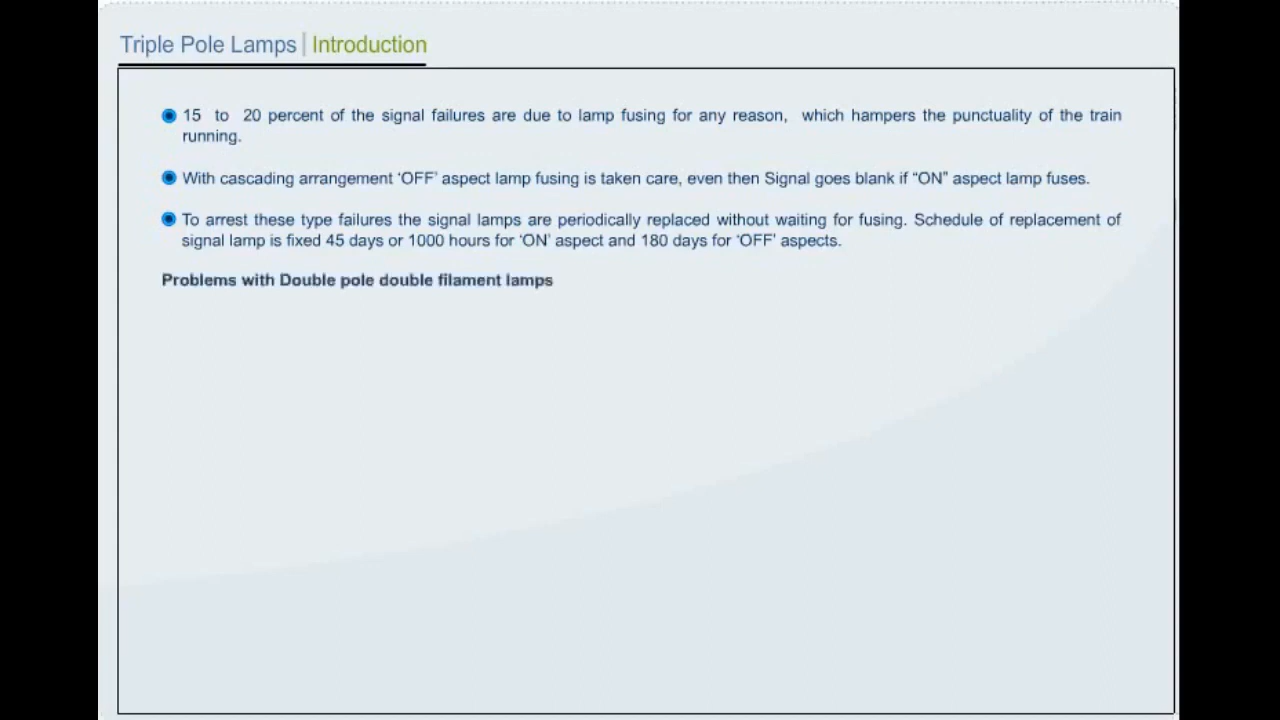 Triple Pole Lamps | Introduction
15 to 20 percent of the signal failures are due to lamp fusing for any reason, which hampers the punctuality of the train
running.
With cascading arrangement ‘OFF’ aspect lamp fusing is taken care, even then Signal goes blank if “ON” aspect lamp fuses.
To arrest these type failures the signal lamps are periodically replaced without waiting for fusing. Schedule of replacement of
signal lamp is fixed 45 days or 1000 hours for ‘ON’ aspect and 180 days for ‘OFF’ aspects.
Problems with Double pole double filament lamps